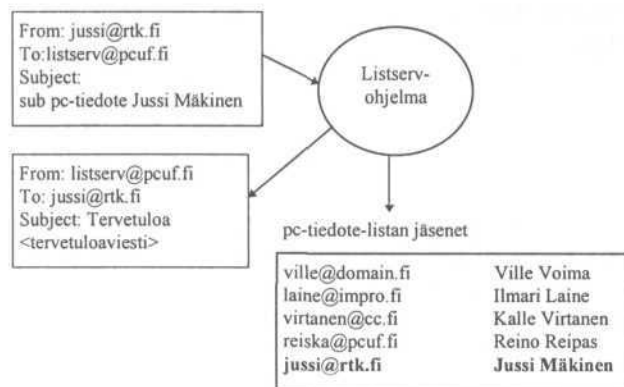 From: jussi@rtk.fi
To:listserv@pcuf.fi
Subject:
sub pc-tiedote Jussi Mäkinen
Listserv-
ohjelma
From: listserv@pcuf.fi
To: jussi@rtk.fi
Subject: Tervetuloa
<tervetuloaviesti>
pc-tiedote-listan jäsenet
ville@domain.fi Ville Voima
laine@impro.fi Ilmari Laine
virtanen@cc.fi Kalle Virtanen
reiska@pcuf.fi Reino Reipas
jussi@rtk.fi Jussi Mäkinen